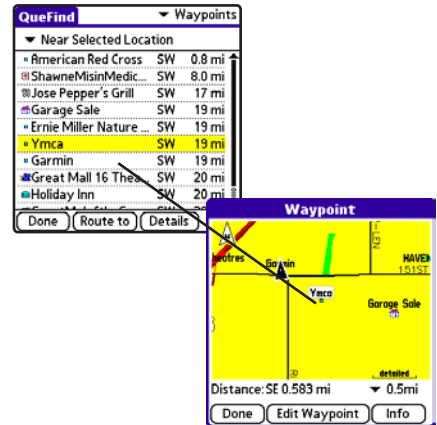 QueFind ▼ Waypoints
▼ Near Selected Location
American Red Cross SW 0.8 mi
ShawneMisinMedic... SW 8.0 mi
Jose Pepper's Grill SW 17 mi
Garage Sale SW 19 mi
Ernie Miller Nature ... SW 19 mi
Ymca SW 19 mi
Garmin SW 19 mi
Great Mall 16 Thea SW 20 mi
Holiday Inn SW 20 mi
Done Route to Details
Waypoint
N
LEN
heatres Garmin HAVEN
151ST
Ymca
Garage Sale
detailed
Distance: SE 0.583 mi ▼ 0.5mi
Done Edit Waypoint Info